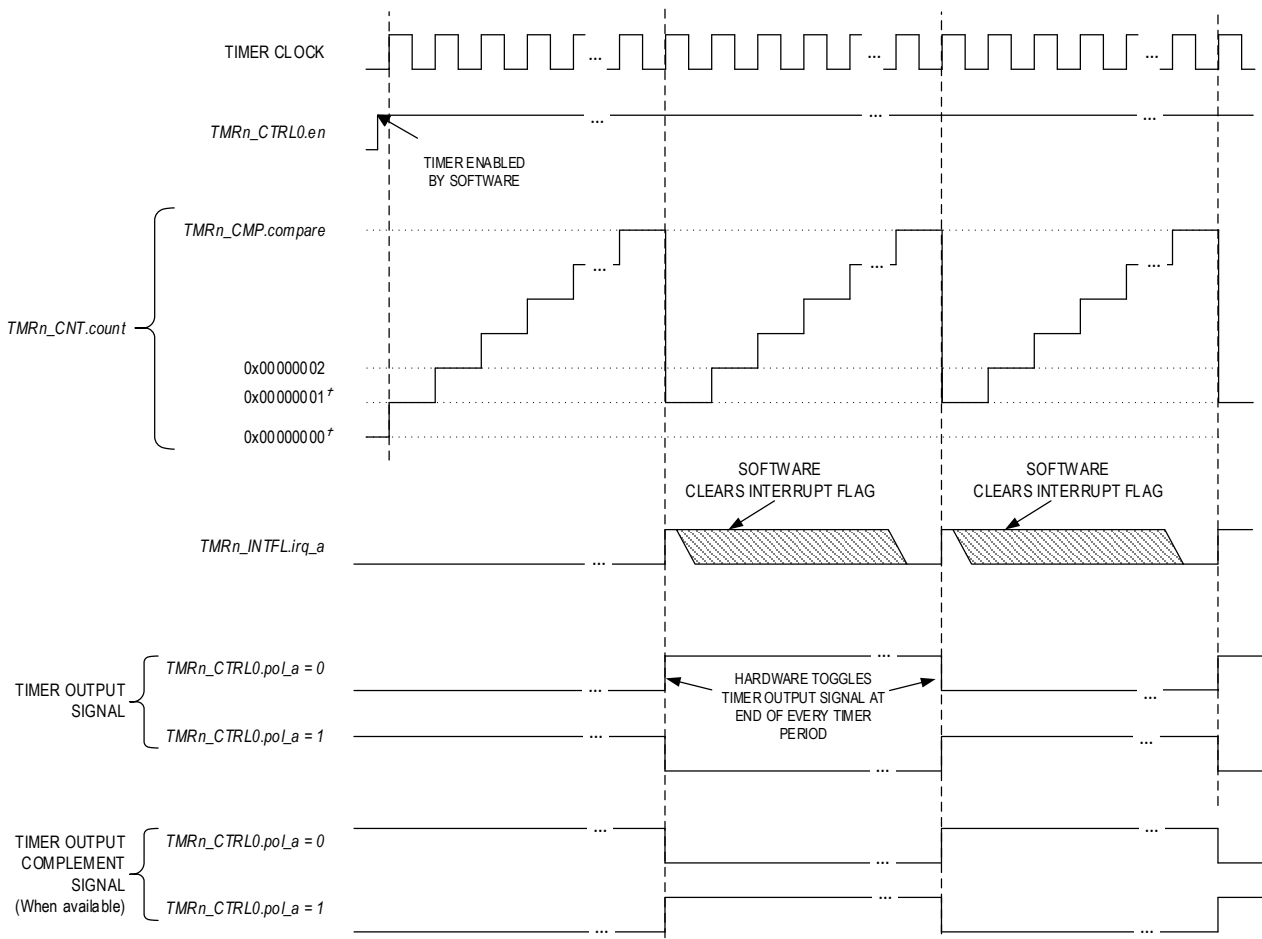 TIMER CLOCK
...
...
...
TMRn_CTRL0.en
...
...
...
TIMER ENABLED
BY SOFTWARE
TMRn_CMP.compare
...
...
...
TMRn_CNT.count
0x00000002
0x00000001†
0x00000000†
SOFTWARE
CLEARS INTERRUPT FLAG
SOFTWARE
CLEARS INTERRUPT FLAG
TMRn_INTFL.irq_a
...
TIMER OUTPUT
SIGNAL
TMRn_CTRL0.pol_a = 0
...
...
...
HARDWARE TOGGLES
TIMER OUTPUT SIGNAL AT
END OF EVERY TIMER
PERIOD
TMRn_CTRL0.pol_a = 1
...
...
...
TIMER OUTPUT
COMPLEMENT
SIGNAL
(When available)
TMRn_CTRL0.pol_a = 0
...
...
...
TMRn_CTRL0.pol_a = 1
...
...
...